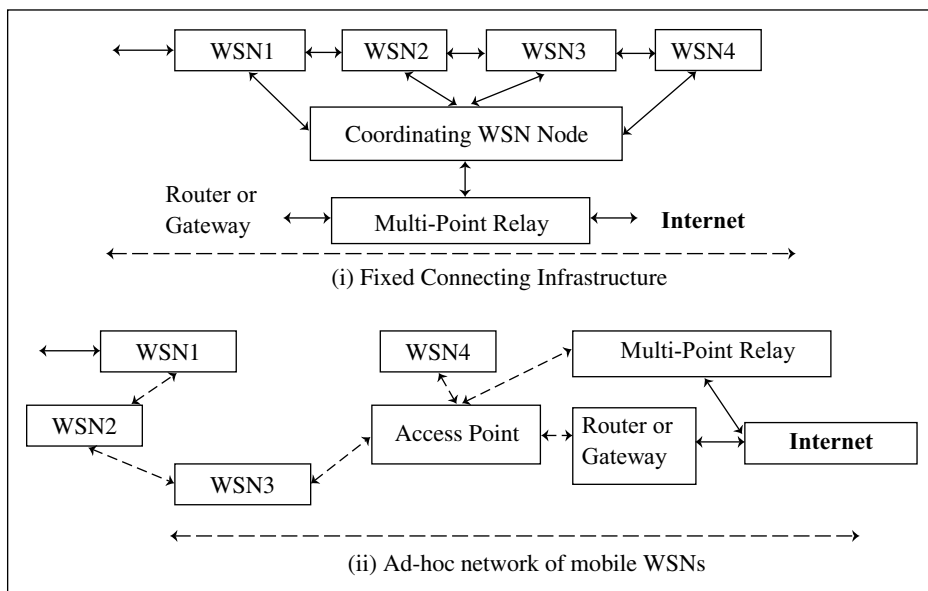 WSN1 WSN2 WSN3 WSN4
Coordinating WSN Node
Router or
Gateway
Multi-Point Relay
Internet
(i) Fixed Connecting Infrastructure
WSN1
WSN4
Multi-Point Relay
WSN2
Access Point
Router or
Gateway
Internet
WSN3
(ii) Ad-hoc network of mobile WSNs